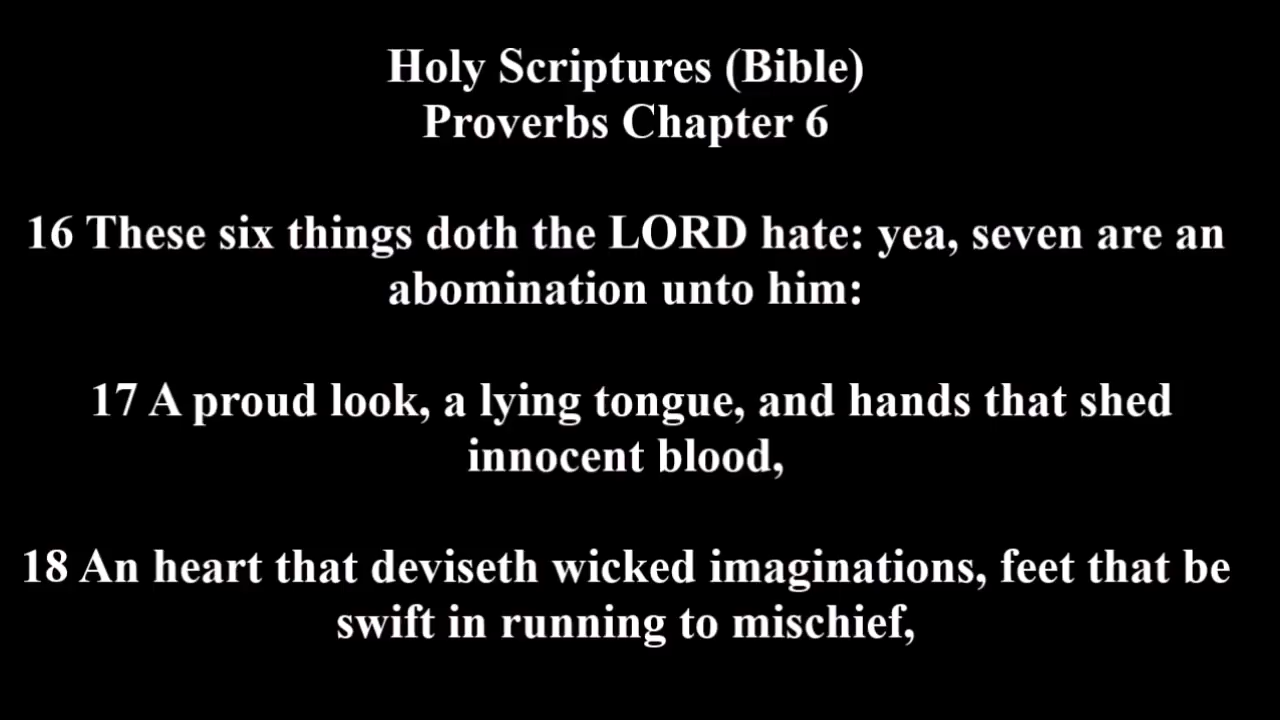 Holy Scriptures (Bible)
Proverbs Chapter 6
16 These six things doth the LORD hate: yea, seven are an
abomination unto him:
17 A proud look, a lying tongue, and hands that shed
innocent blood,
18 An heart that deviseth wicked imaginations, feet that be
swift in running to mischief,